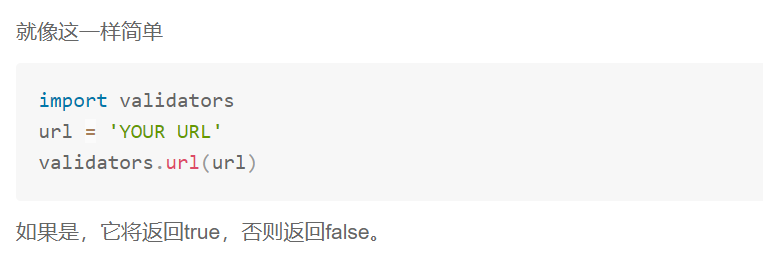 就像这一样简单
import validators
url = 'YOUR URL'
validators.url(url)
如果是，它将返回true，否则返回false。